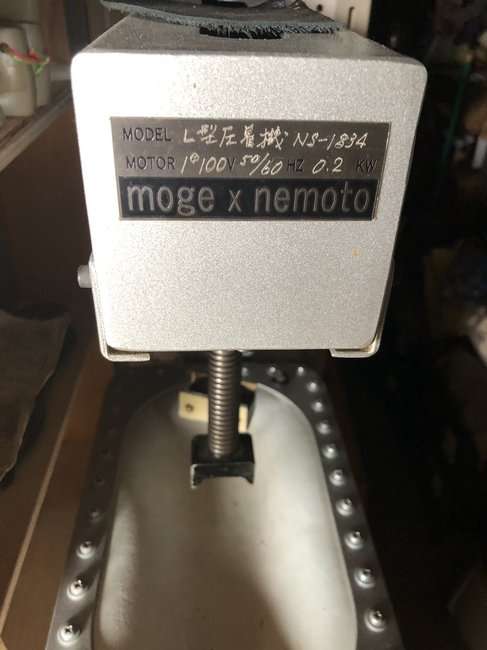 MODEL L型圧着機 NS-1834
MOTOR 1φ100V 50/60 HZ 0.2 KW
moge x nemoto